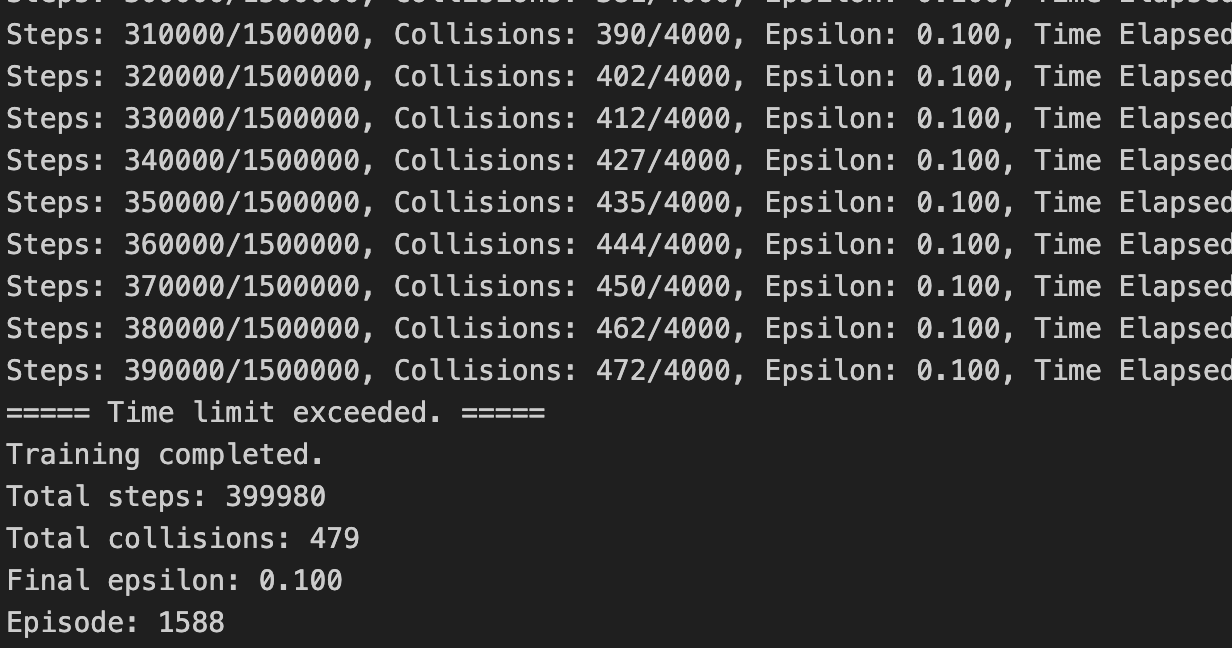 Steps: 310000/1500000, Collisions: 390/4000, Epsilon: 0.100, Time Elapsed
Steps: 320000/1500000, Collisions: 402/4000, Epsilon: 0.100, Time Elapsed
Steps: 330000/1500000, Collisions: 412/4000, Epsilon: 0.100, Time Elapsed
Steps: 340000/1500000, Collisions: 427/4000, Epsilon: 0.100, Time Elapsed
Steps: 350000/1500000, Collisions: 435/4000, Epsilon: 0.100, Time Elapsed
Steps: 360000/1500000, Collisions: 444/4000, Epsilon: 0.100, Time Elapsed
Steps: 370000/1500000, Collisions: 450/4000, Epsilon: 0.100, Time Elapsed
Steps: 380000/1500000, Collisions: 462/4000, Epsilon: 0.100, Time Elapsed
Steps: 390000/1500000, Collisions: 472/4000, Epsilon: 0.100, Time Elapsed
===== Time limit exceeded. =====
Training completed.
Total steps: 399980
Total collisions: 479
Final epsilon: 0.100
Episode: 1588